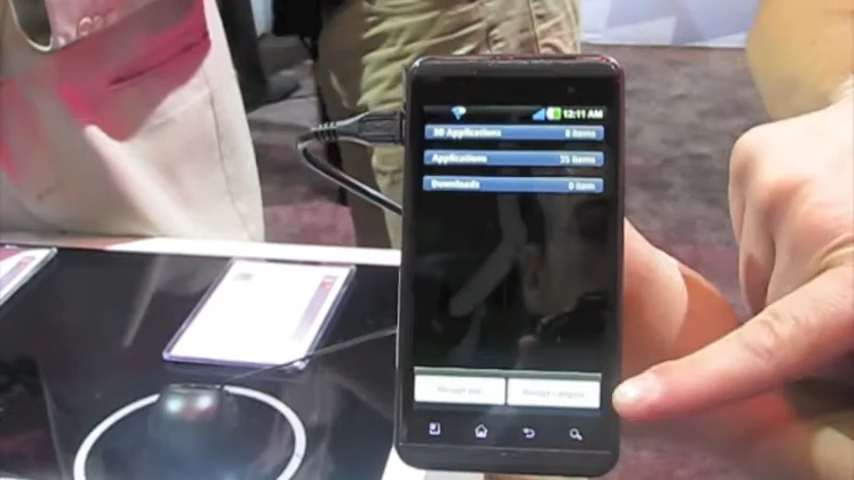 12:11 AM
3D Applications 8 items
Applications 35 items
Downloads 0 item